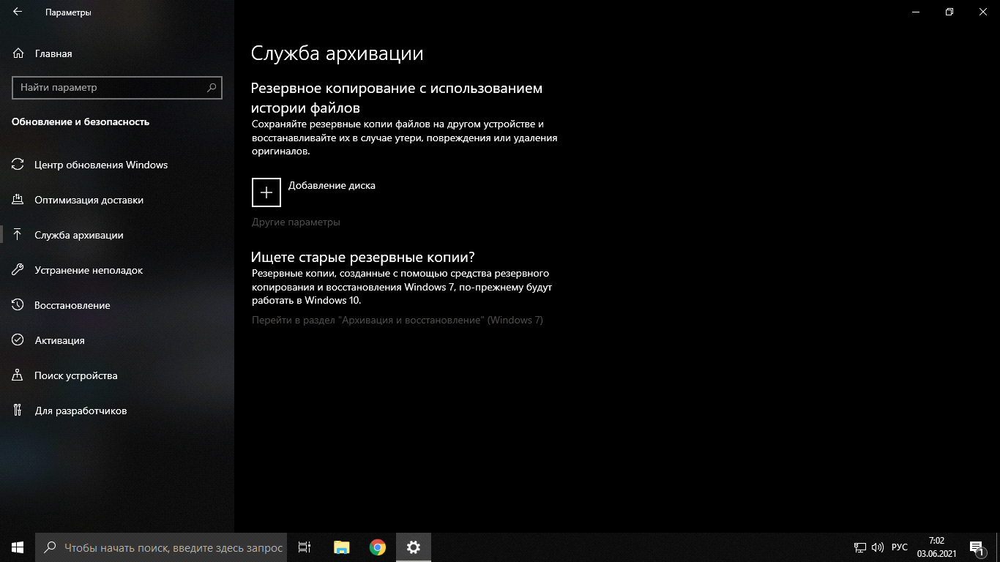 Параметры
Главная
Найти параметр
Обновление и безопасность
Центр обновления Windows
Оптимизация доставки
Служба архивации
Устранение неполадок
Восстановление
Активация
Поиск устройства
Для разработчиков
Служба архивации
Резервное копирование с использованием
истории файлов
Сохраняйте резервные копии файлов на другом устройстве и
восстанавливайте их в случае утери, повреждения или удаления
оригиналов.
Добавление диска
Другие параметры
Ищете старые резервные копии?
Резервные копии, созданные с помощью средства резервного
копирования и восстановления Windows 7, по-прежнему будут
работать в Windows 10.
Перейти в раздел "Архивация и восстановление" (Windows 7)
Чтобы начать поиск, введите здесь запрос
РУС
7:02
03.06.2021
1